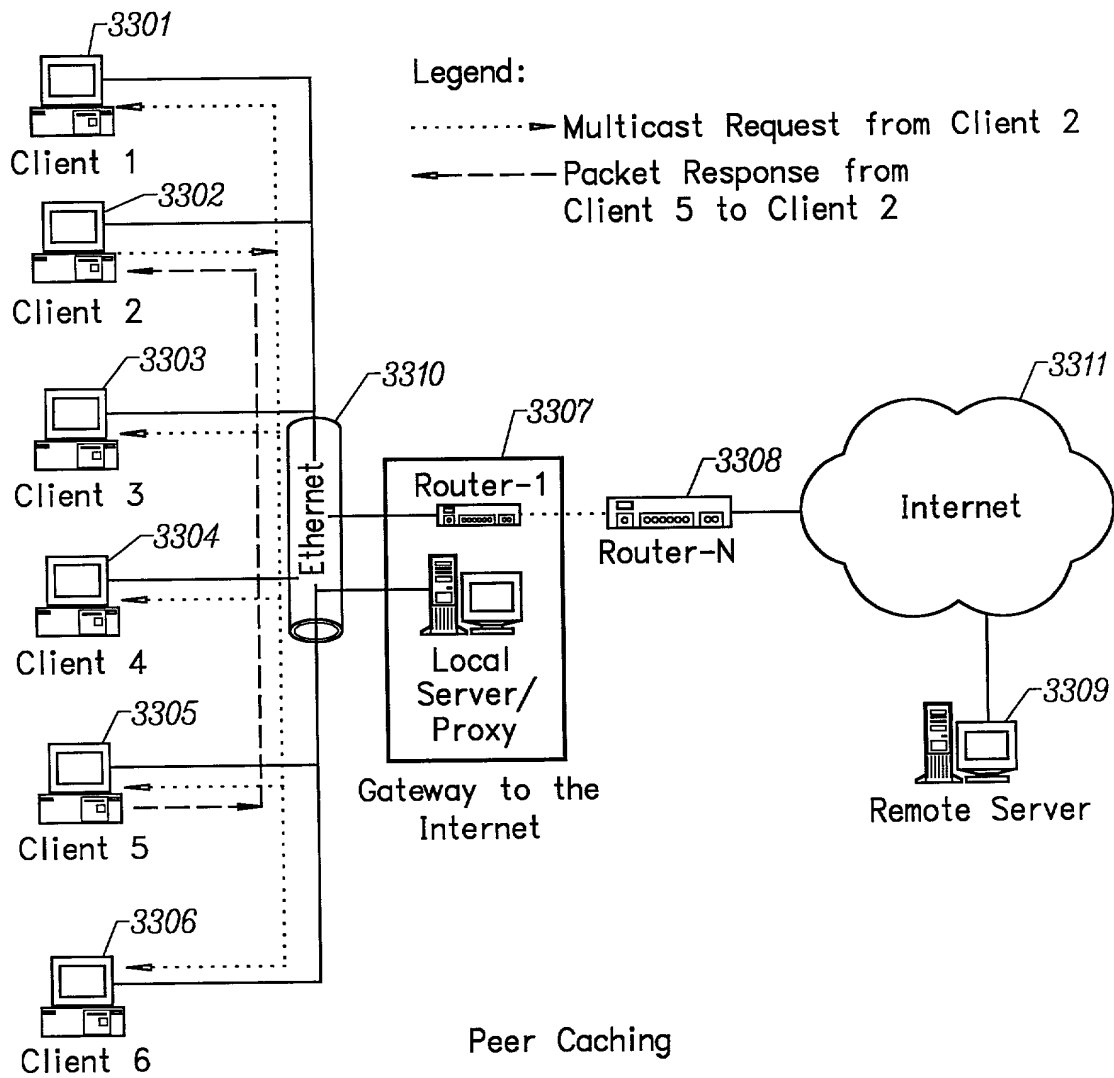 3301
Client 1
3302
Client 2
3303
Client 3
3304
Client 4
3305
Client 5
3306
Client 6
Legend:
Multicast Request from Client 2
Packet Response from
Client 5 to Client 2
3310
Ethernet
3307
Router-1
Local
Server/
Proxy
Gateway to the
Internet
3308
Router-N
3311
Internet
3309
Remote Server
Peer Caching